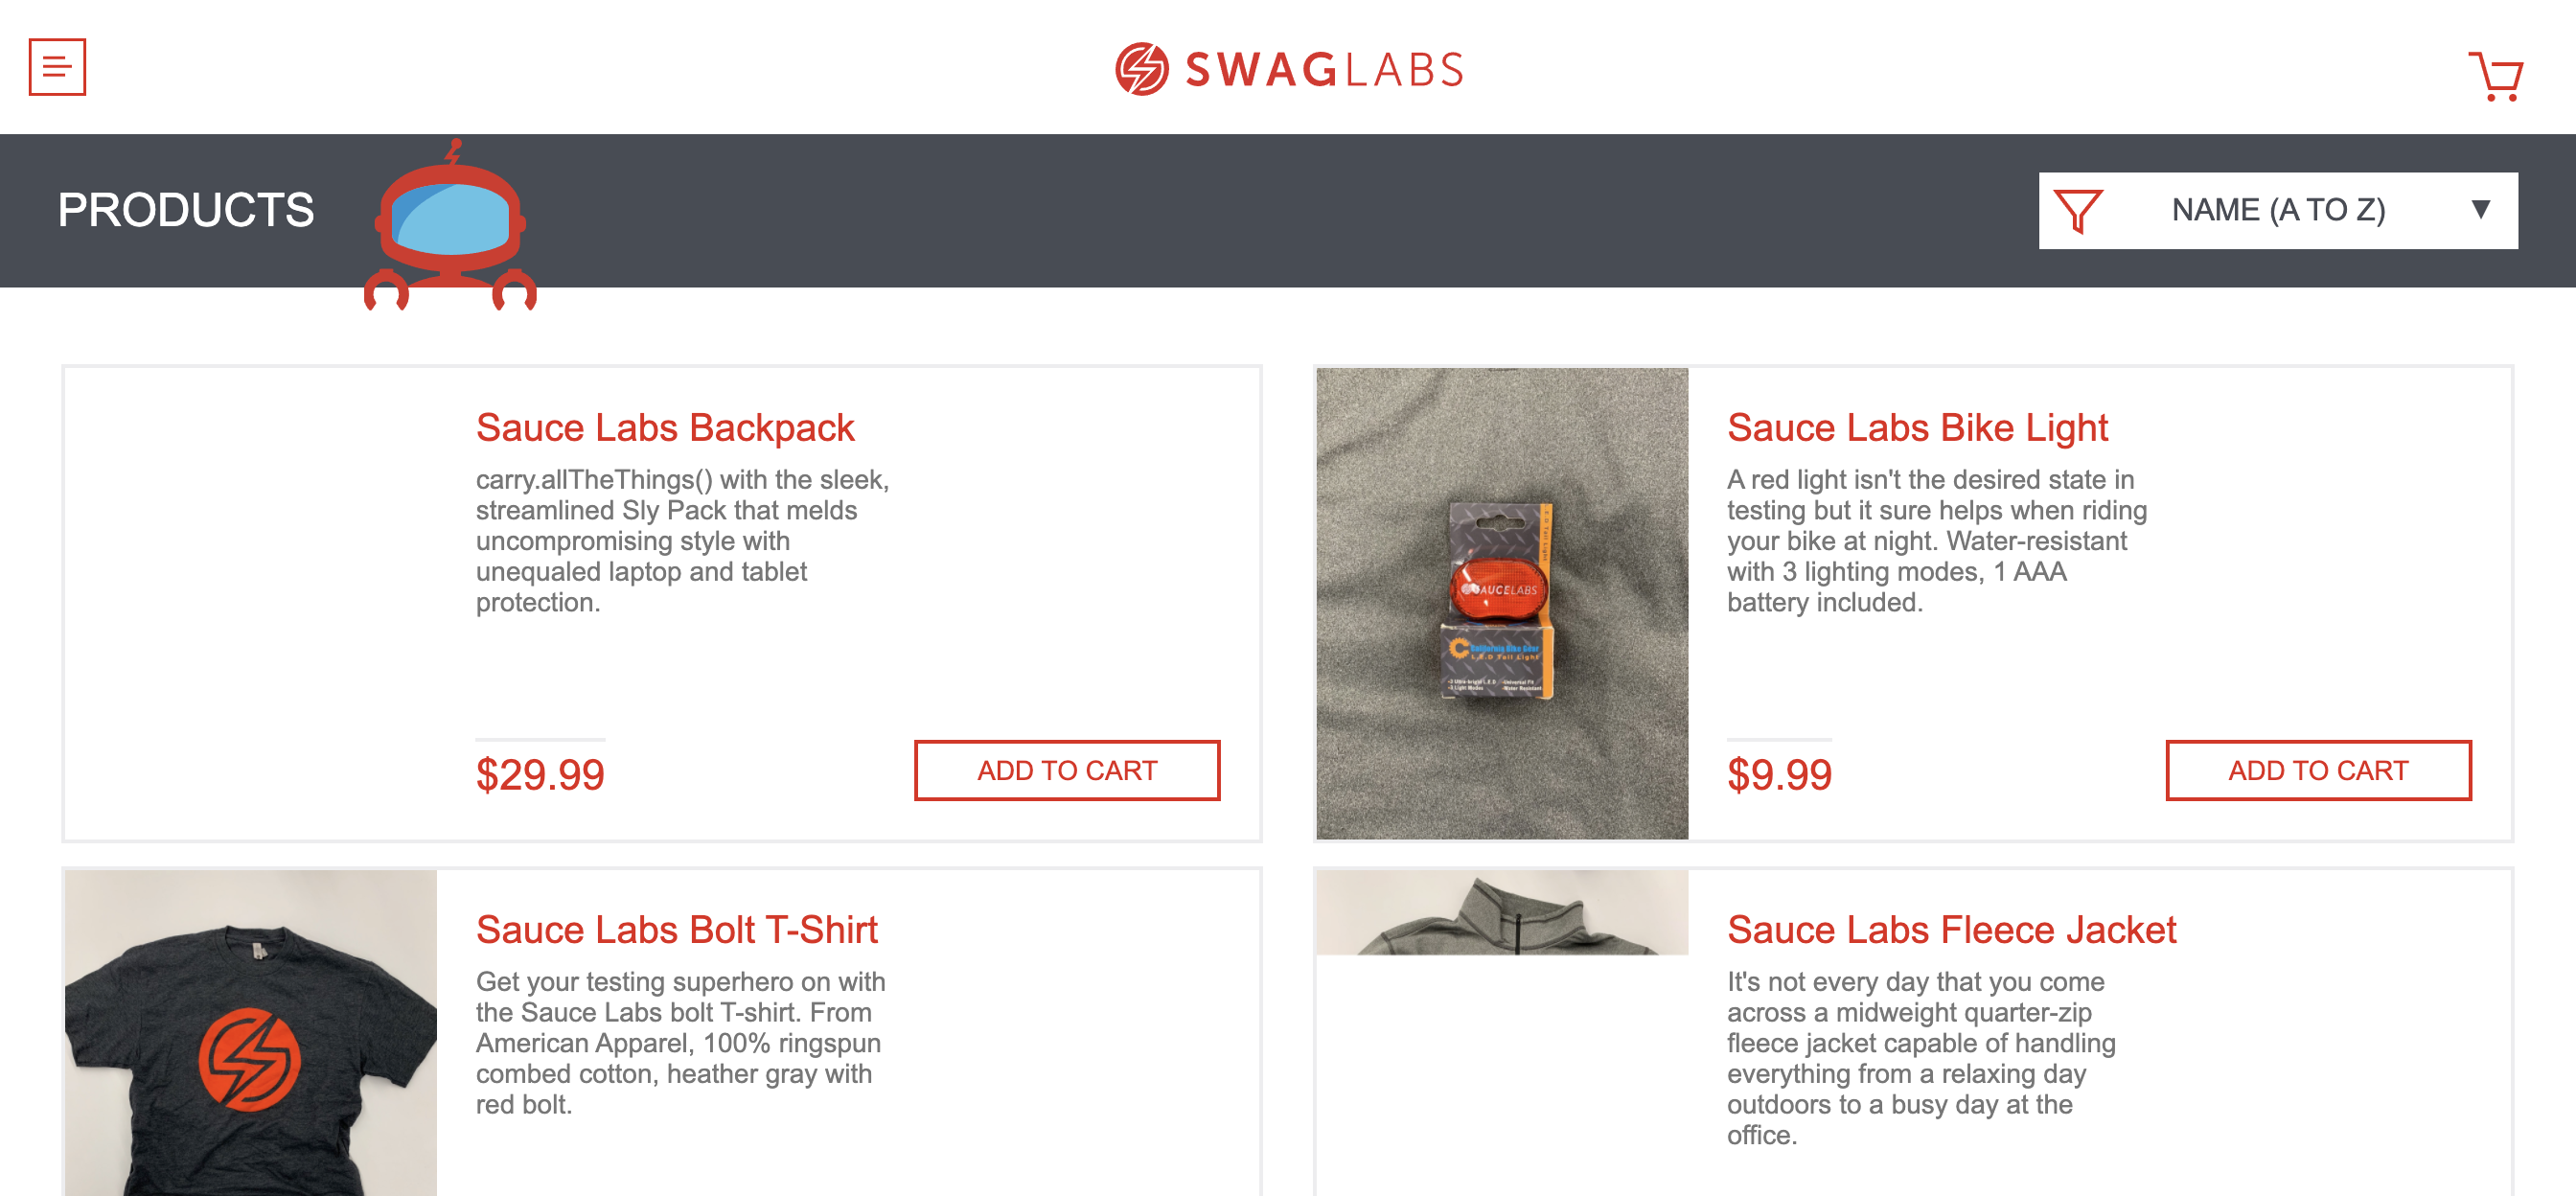 SWAGLABS
PRODUCTS
NAME (A TO Z)
Sauce Labs Backpack
carry.allTheThings() with the sleek,
streamlined Sly Pack that melds
uncompromising style with
unequaled laptop and tablet
protection.
$29.99
ADD TO CART
SAUCELABS
California Bike Gear
L.E.D Tail Light
Sauce Labs Bike Light
A red light isn't the desired state in
testing but it sure helps when riding
your bike at night. Water-resistant
with 3 lighting modes, 1 AAA
battery included.
$9.99
ADD TO CART
Sauce Labs Bolt T-Shirt
Get your testing superhero on with
the Sauce Labs bolt T-shirt. From
American Apparel, 100% ringspun
combed cotton, heather gray with
red bolt.
Sauce Labs Fleece Jacket
It's not every day that you come
across a midweight quarter-zip
fleece jacket capable of handling
everything from a relaxing day
outdoors to a busy day at the
office.